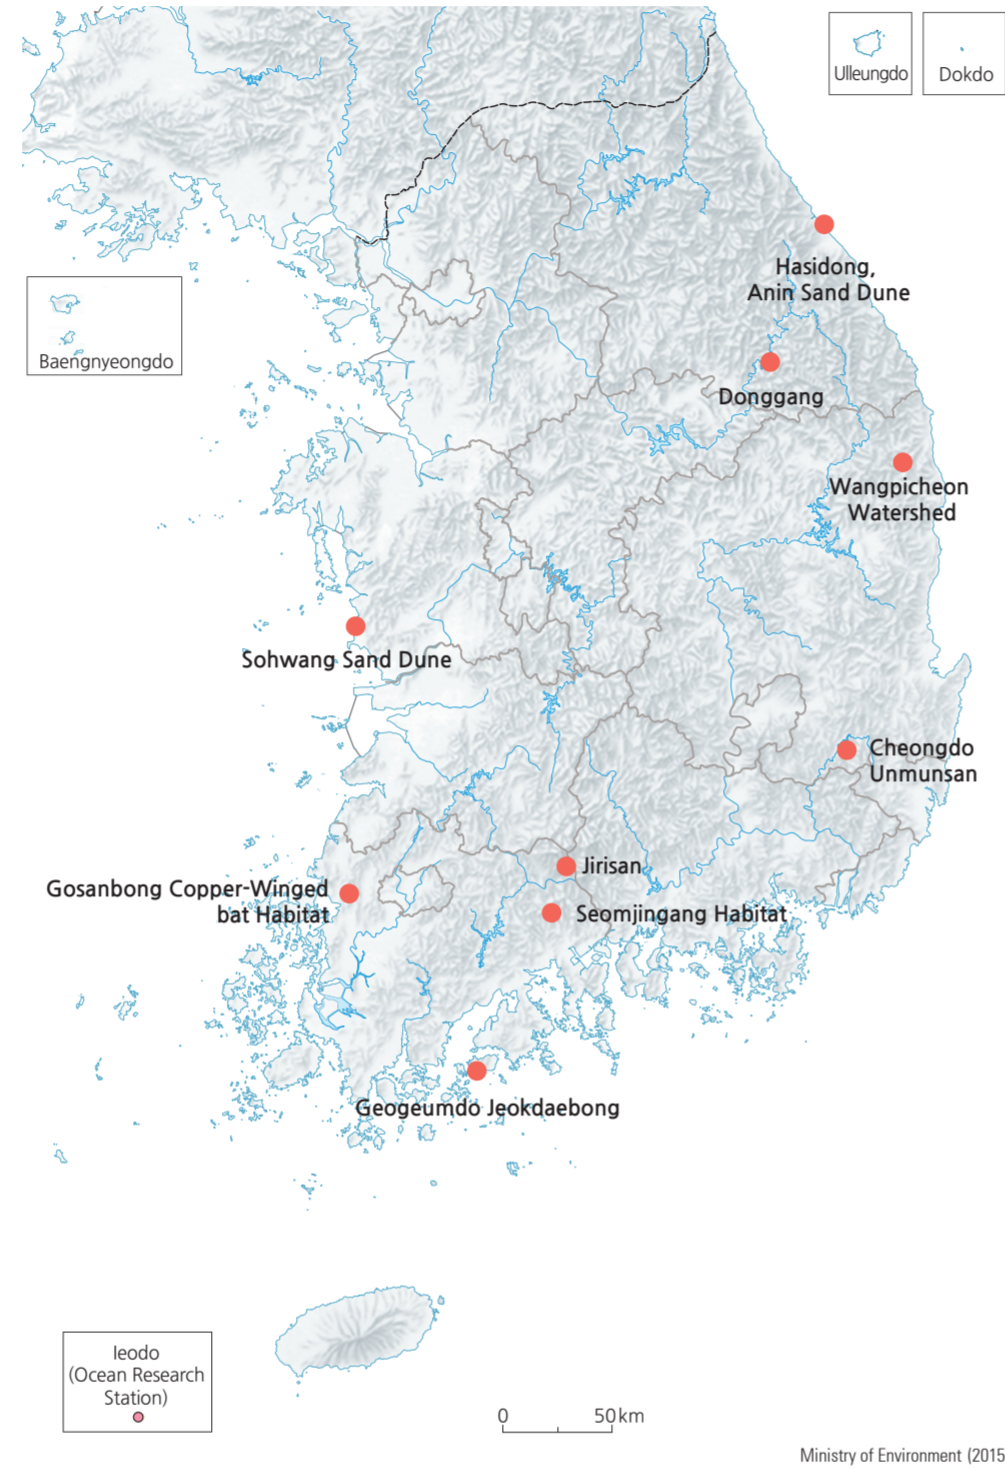 Ulleungdo
Dokdo
Hasidong,
Anin Sand Dune
Baengnyeongdo
Donggang
Wangpicheon
Watershed
Sohwang Sand Dune
Cheongdo
Unmunsan
Jirisan
Gosanbong Copper-Winged
bat Habitat
Seomjingang Habitat
Geogeumdo Jeokdaebong
Ieodo
(Ocean Research
Station)
0 50km
Ministry of Environment (2015